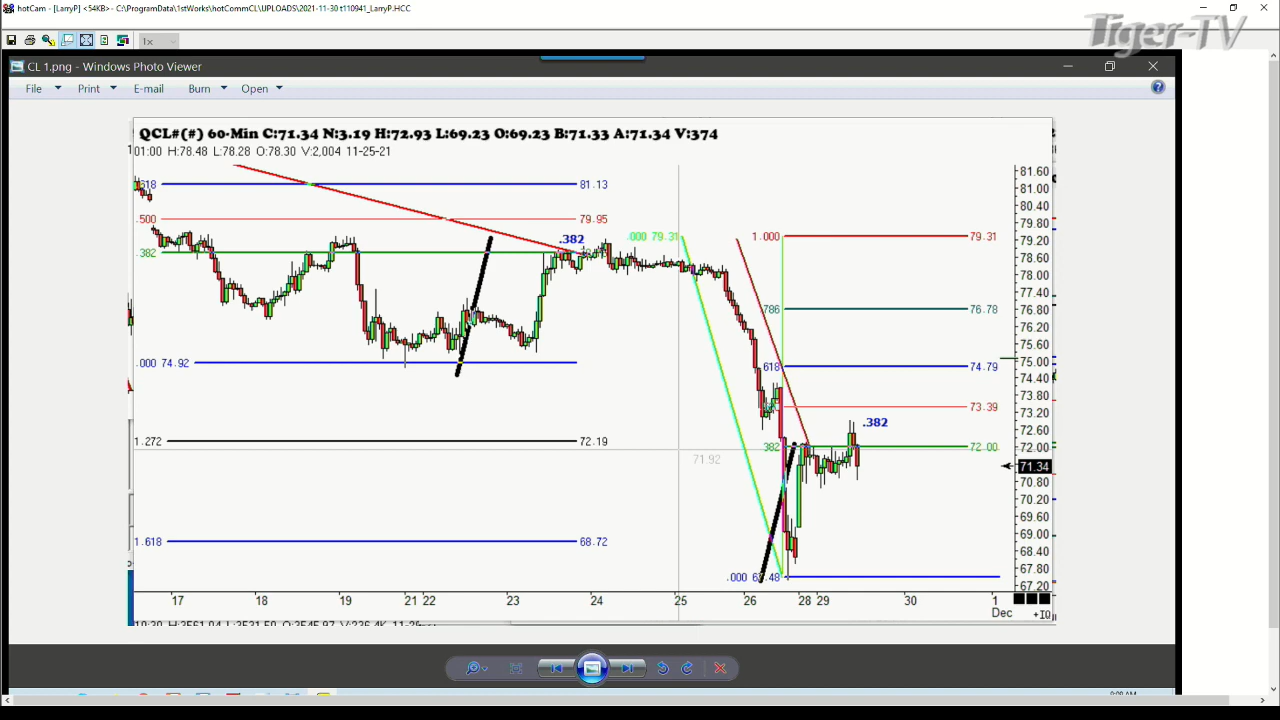 hotCam - [LarryP] <54KB> - C:\ProgramData\1stWorks\hotCommCL\UPLOADS\2021-11-30 t110941_LarryP.HCC
Tiger-TV
1x
CL 1.png - Windows Photo Viewer
File Print E-mail Burn Open
QCL#(#) 60-Min C:71.34 N:3.19 H:72.93 L:69.23 O:69.23 B:71.33 A:71.34 V:374
01:00 H:78.48 L:78.28 O:78.30 V:2,004 11-25-21
81.60
618 81.13 81.00
80.40
.500 79.95 79.80
.382 .000 79.31 1.000 79.31 79.20
382 78.60
78.00
77.40
786 76.78 76.80
76.20
75.60
.000 74.92 618 74.79 75.00
74.40
73.80
73.39 73.20
.382 72.60
1.272 72.19 382 72.00 72.00
71.92 71.34
70.80
70.20
69.60
69.00
1.618 68.72 68.40
67.80
.000 48 67.20
17 18 19 21 22 23 24 25 26 28 29 30 1
Dec +IQ